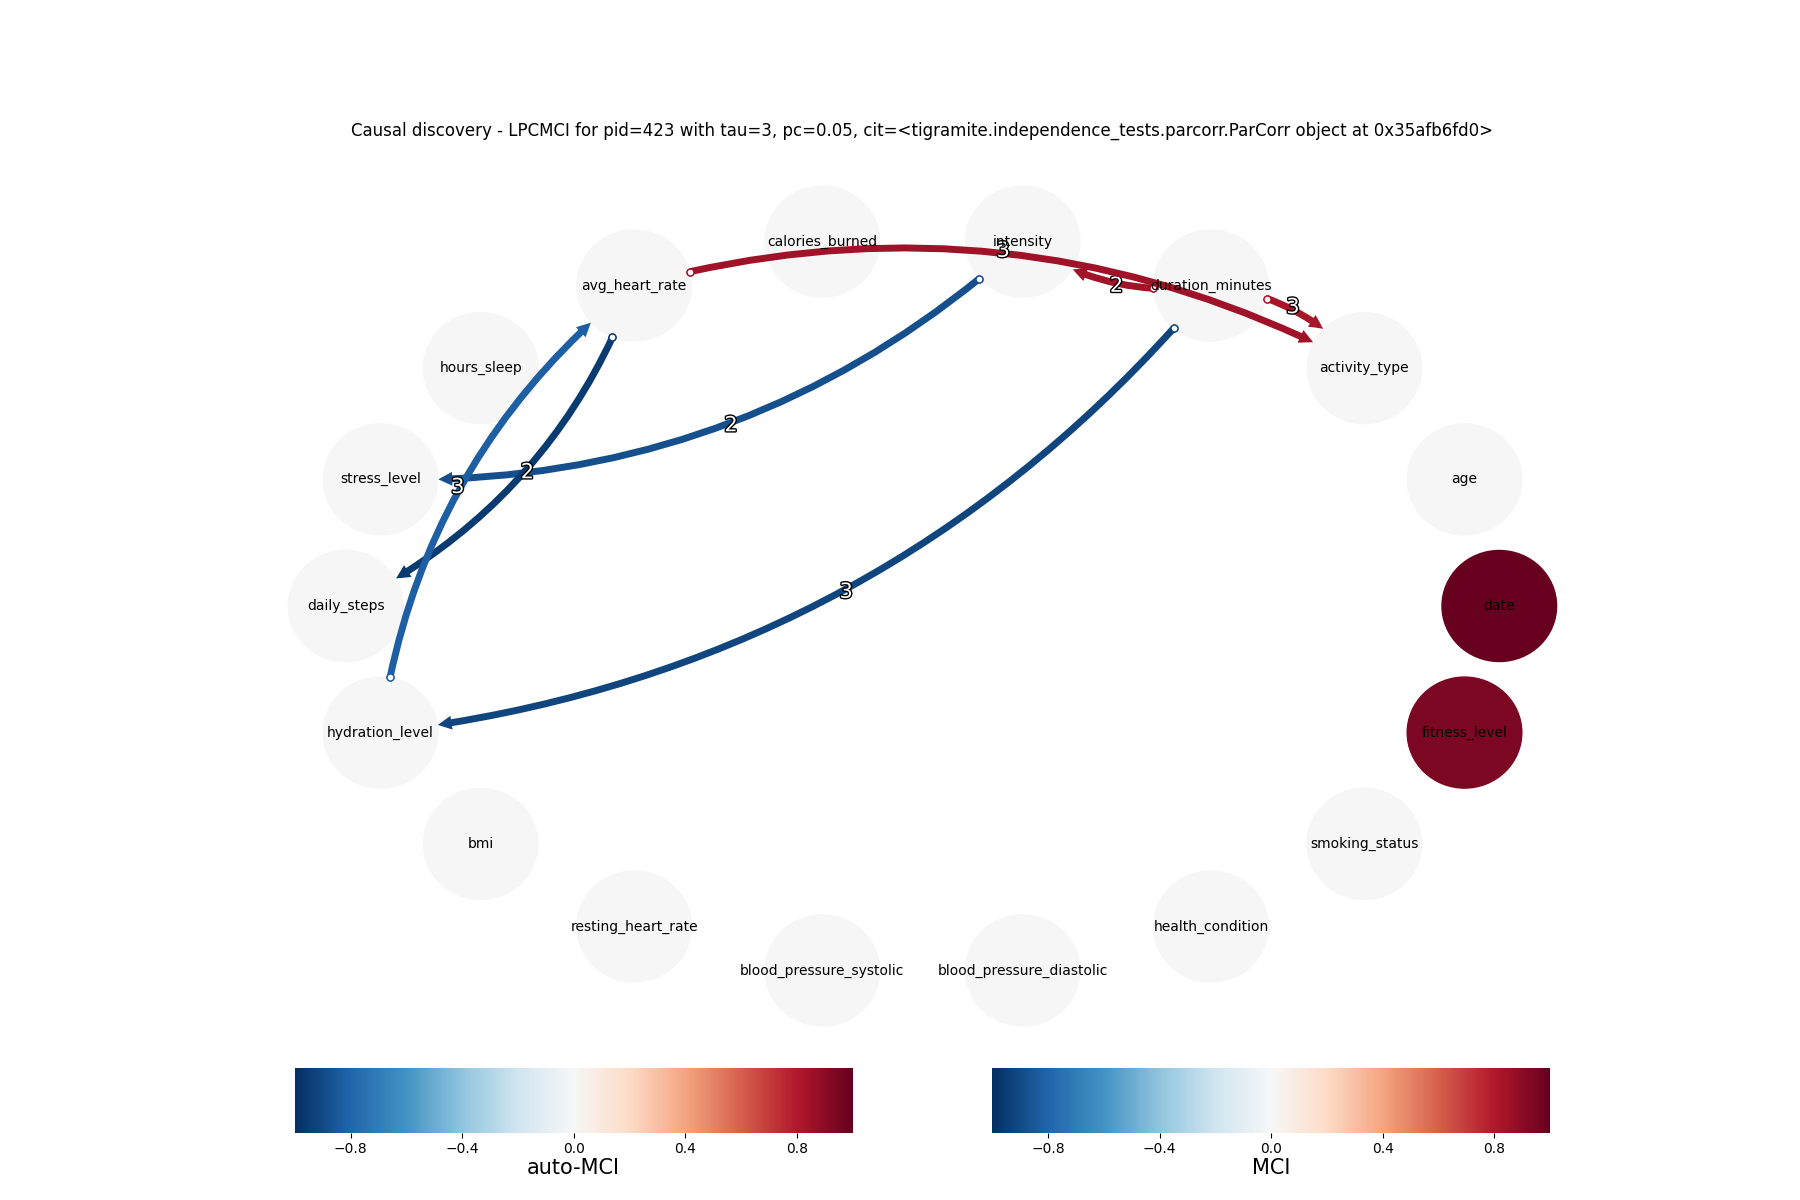 Causal discovery - LPCMCI for pid=423 with tau=3, pc=0.05, cit=<tigramite.independence_tests.parcorr.ParCorr object at 0x35afb6fd0>
calories_burned
intensity
3
avg_heart_rate
2
duration_minutes
3
hours_sleep
activity_type
2
stress_level
2
3
age
daily_steps
3
date
hydration_level
fitness_level
bmi
smoking_status
resting_heart_rate
health_condition
blood_pressure_systolic
blood_pressure_diastolic
−0.8 −0.4 0.0 0.4 0.8
auto-MCI
−0.8 −0.4 0.0 0.4 0.8
MCI